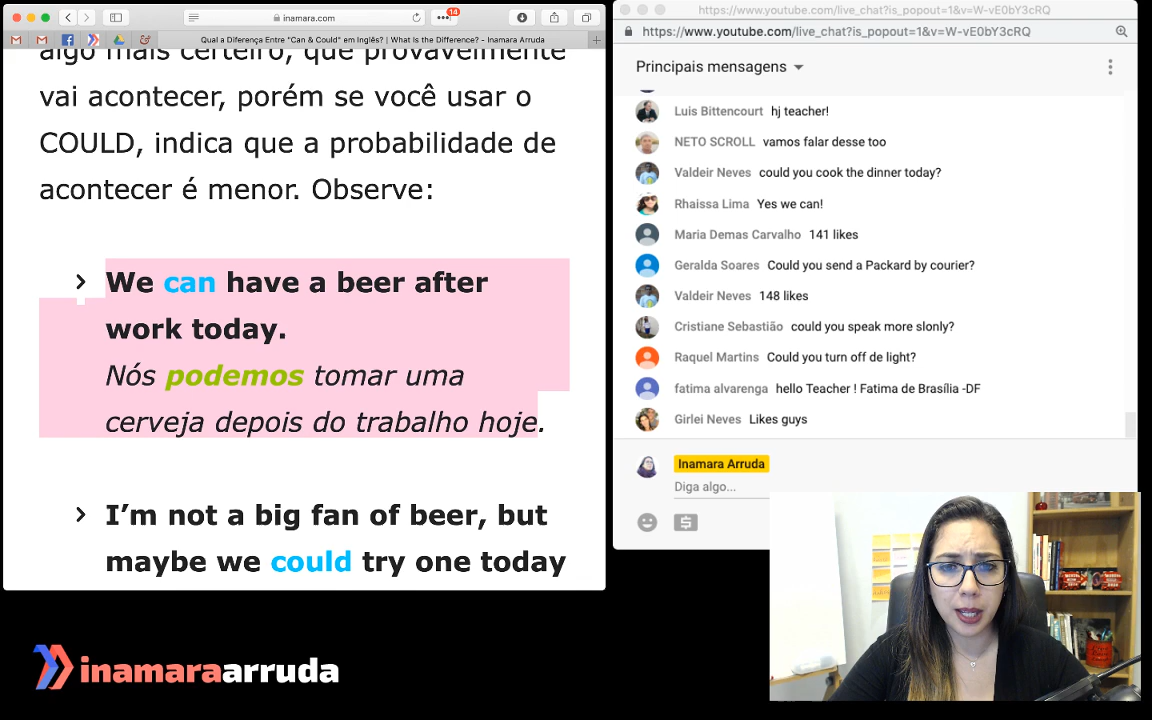 inamara.com
14
Qual a Diferença Entre "Can & Could" em Inglês? | What Is the Difference? - Inamara Arruda
algo mais certeiro, que provavelmente
vai acontecer, porém se você usar o
COULD, indica que a probabilidade de
acontecer é menor. Observe:
We can have a beer after
work today.
Nós podemos tomar uma
cerveja depois do trabalho hoje.
I'm not a big fan of beer, but
maybe we could try one today
https://www.youtube.com/live_chat?is_popout=1&v=W-vE0bY3cRQ
https://www.youtube.com/live_chat?is_popout=1&v=W-vE0bY3cRQ
Principais mensagens
Luis Bittencourt hj teacher!
NETO SCROLL vamos falar desse too
Valdeir Neves could you cook the dinner today?
Rhaissa Lima Yes we can!
Maria Demas Carvalho 141 likes
Geralda Soares Could you send a Packard by courier?
Valdeir Neves 148 likes
Cristiane Sebastião could you speak more slonly?
Raquel Martins Could you turn off de light?
fatima alvarenga hello Teacher ! Fatima de Brasília -DF
Girlei Neves Likes guys
Inamara Arruda
Diga algo...
inamaraarruda